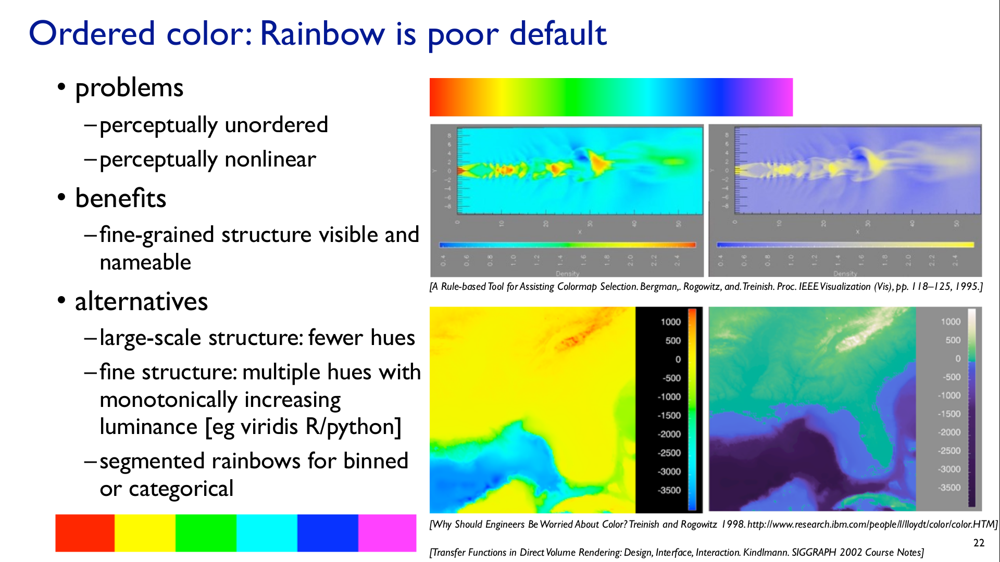 Ordered color: Rainbow is poor default
• problems
–perceptually unordered
–perceptually nonlinear
• benefits
–fine-grained structure visible and
nameable
• alternatives
–large-scale structure: fewer hues
–fine structure: multiple hues with
monotonically increasing
luminance [eg viridis R/python]
–segmented rainbows for binned
or categorical
8
6
4
2
0
−2
−4
−6
−8
Y
0 10 20 30 40 50
X
0.4 0.6 0.8 1.0 1.2 1.4 1.6 1.8 2.0 2.2 2.4
Density
8
6
4
2
0
−2
−4
−6
−8
Y
0 10 20 30 40 50
X
0.4 0.6 0.8 1.0 1.2 1.4 1.6 1.8 2.0 2.2 2.4
Density
[A Rule-based Tool for Assisting Colormap Selection. Bergman,. Rogowitz, and. Treinish. Proc. IEEE Visualization (Vis), pp. 118–125, 1995.]
1000
500
0
-500
-1000
-1500
-2000
-2500
-3000
-3500
1000
500
0
-500
-1000
-1500
-2000
-2500
-3000
-3500
[Why Should Engineers Be Worried About Color? Treinish and Rogowitz 1998. http://www.research.ibm.com/people/l/lloydt/color/color.HTM]
22
[Transfer Functions in Direct Volume Rendering: Design, Interface, Interaction. Kindlmann. SIGGRAPH 2002 Course Notes]